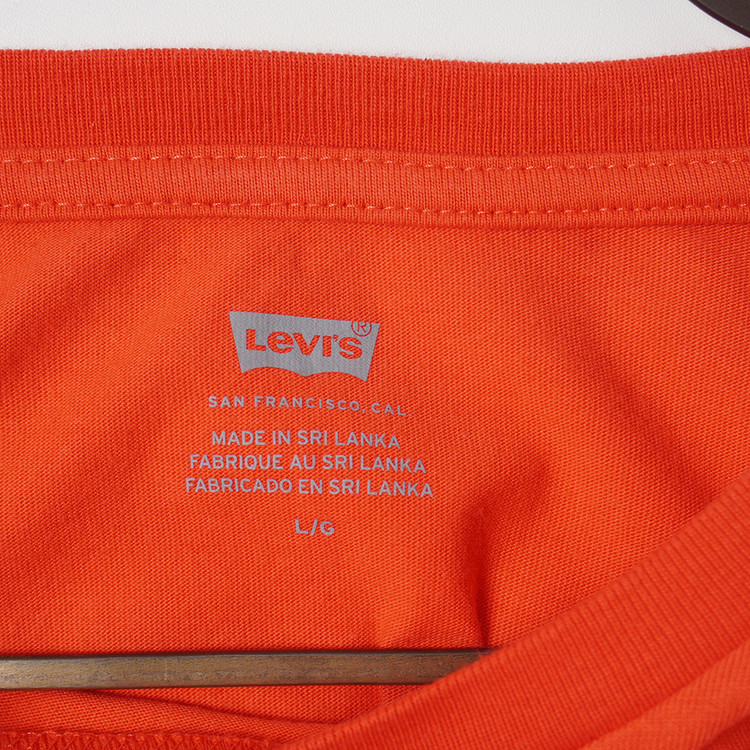 Levi's®
SAN FRANCISCO, CAL.
MADE IN SRI LANKA
FABRIQUE AU SRI LANKA
FABRICADO EN SRI LANKA
L/G